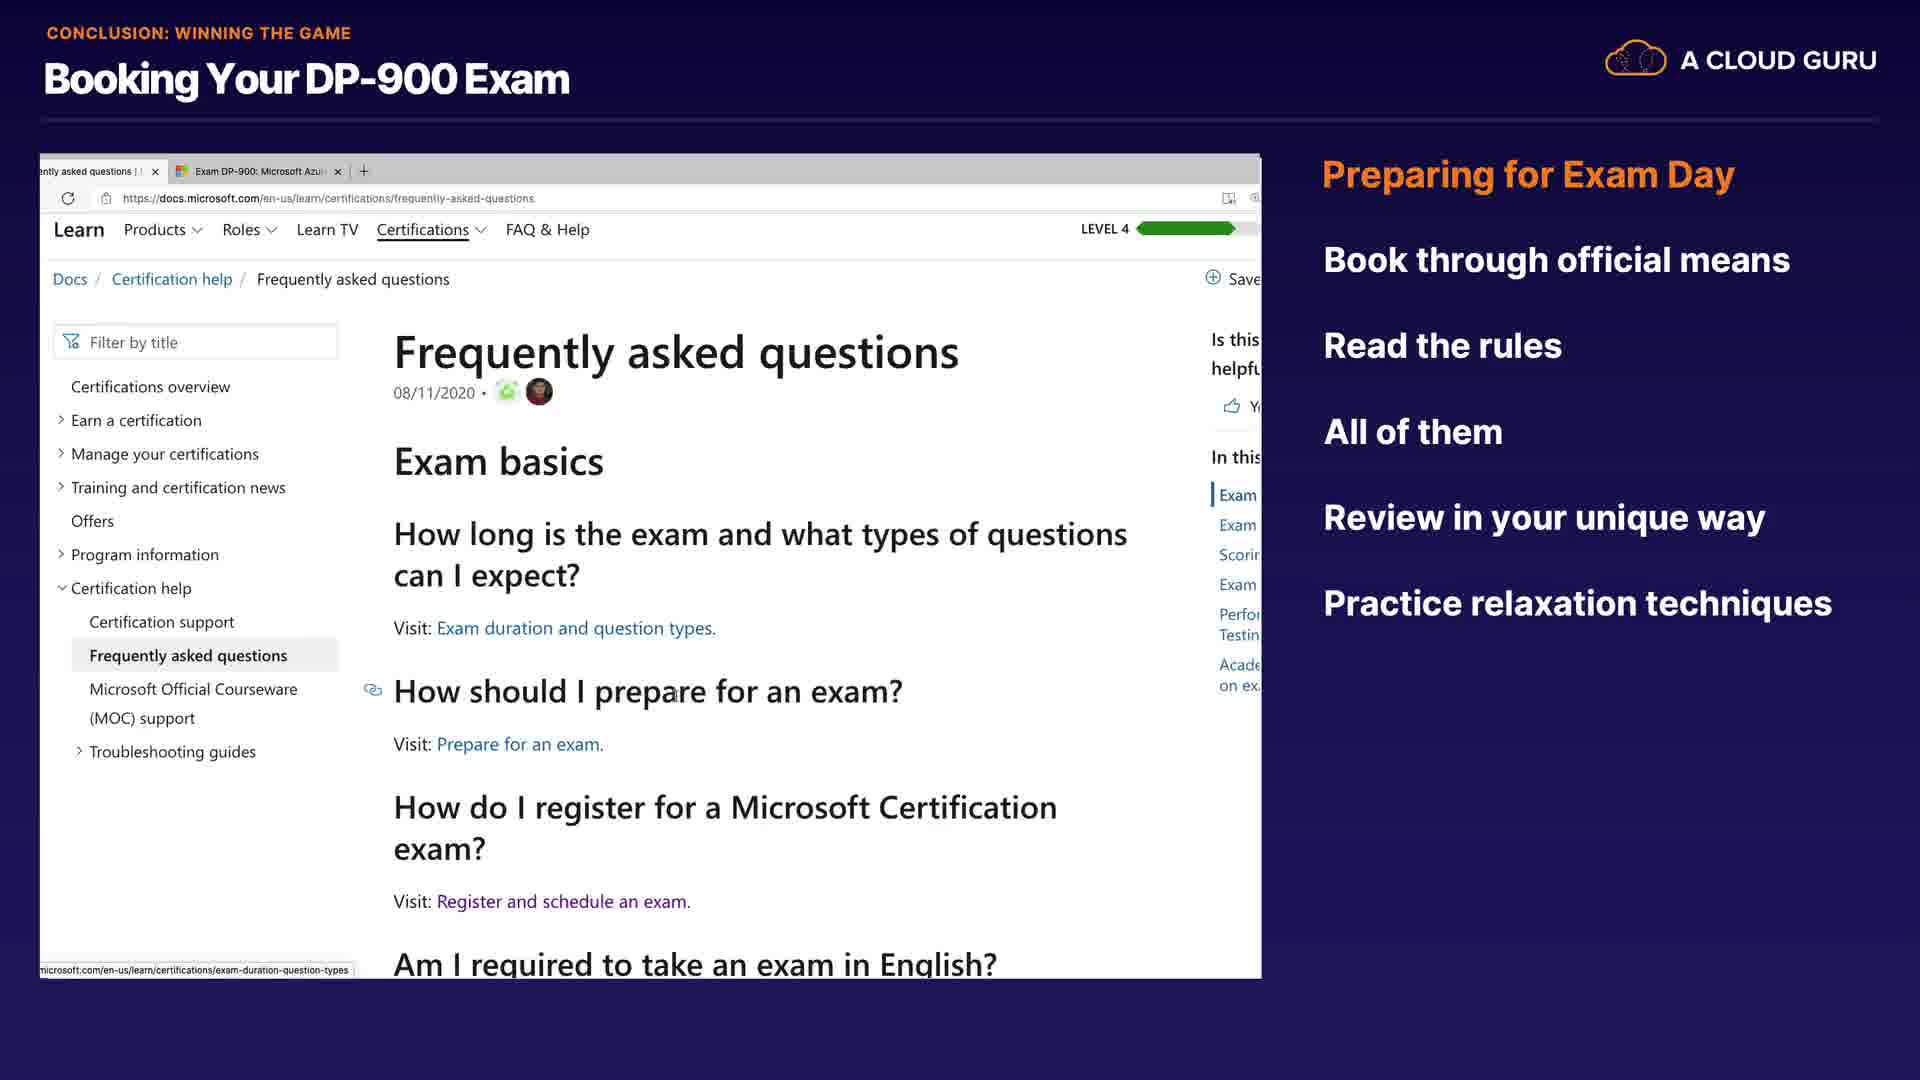 CONCLUSION: WINNING THE GAME
Booking Your DP-900 Exam
A CLOUD GURU
ently asked questions |
Exam DP-900: Microsoft Azu
https://docs.microsoft.com/en-us/learn/certifications/frequently-asked-questions
Learn Products Roles Learn TV Certifications FAQ & Help LEVEL 4
Docs / Certification help / Frequently asked questions
Save
Filter by title
Certifications overview
Earn a certification
Manage your certifications
Training and certification news
Offers
Program information
Certification help
Certification support
Frequently asked questions
Microsoft Official Courseware
(MOC) support
Troubleshooting guides
Frequently asked questions
08/11/2020
Exam basics
How long is the exam and what types of questions
can I expect?
Visit: Exam duration and question types.
How should I prepare for an exam?
Visit: Prepare for an exam.
How do I register for a Microsoft Certification
exam?
Visit: Register and schedule an exam.
Am I required to take an exam in English?
Is this
helpfu
Y
In this
Exam
Exam
Scorin
Exam
Perfor
Testin
Acade
on ex
microsoft.com/en-us/learn/certifications/exam-duration-question-types
Preparing for Exam Day
Book through official means
Read the rules
All of them
Review in your unique way
Practice relaxation techniques